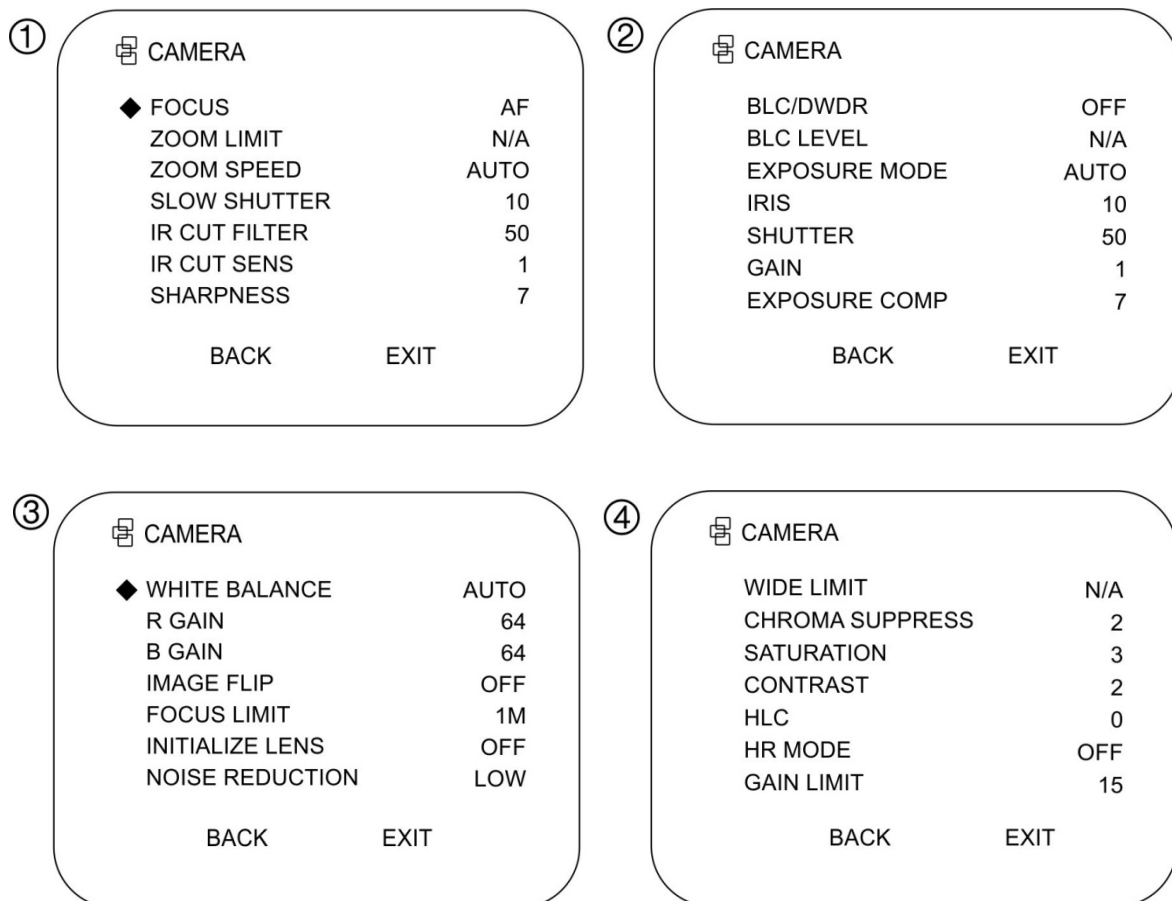 ①
CAMERA
◆ FOCUS AF
ZOOM LIMIT N/A
ZOOM SPEED AUTO
SLOW SHUTTER 10
IR CUT FILTER 50
IR CUT SENS 1
SHARPNESS 7
BACK EXIT
②
CAMERA
BLC/DWDR OFF
BLC LEVEL N/A
EXPOSURE MODE AUTO
IRIS 10
SHUTTER 50
GAIN 1
EXPOSURE COMP 7
BACK EXIT
③
CAMERA
◆ WHITE BALANCE AUTO
R GAIN 64
B GAIN 64
IMAGE FLIP OFF
FOCUS LIMIT 1M
INITIALIZE LENS OFF
NOISE REDUCTION LOW
BACK EXIT
④
CAMERA
WIDE LIMIT N/A
CHROMA SUPPRESS 2
SATURATION 3
CONTRAST 2
HLC 0
HR MODE OFF
GAIN LIMIT 15
BACK EXIT